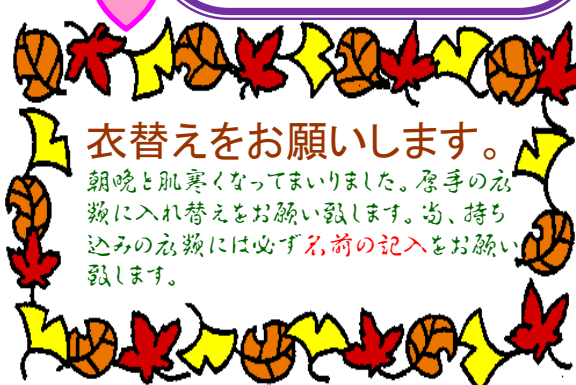 衣替えをお願いします。
朝晩と肌寒くなってまいりました。厚手の衣
類に入れ替えをお願い致します。尚、持ち
込みの衣類には必ず名前の記入をお願い
致します。